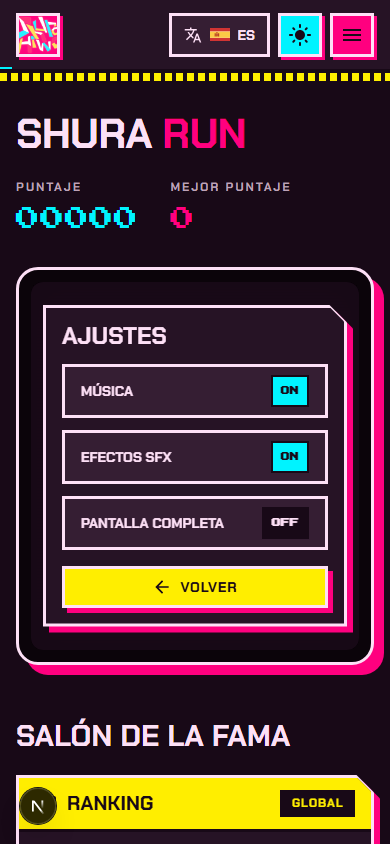 ES
SHURA RUN
PUNTAJE MEJOR PUNTAJE
00000 0
AJUSTES
MÚSICA ON
EFECTOS SFX ON
PANTALLA COMPLETA OFF
VOLVER
SALÓN DE LA FAMA
N RANKING GLOBAL